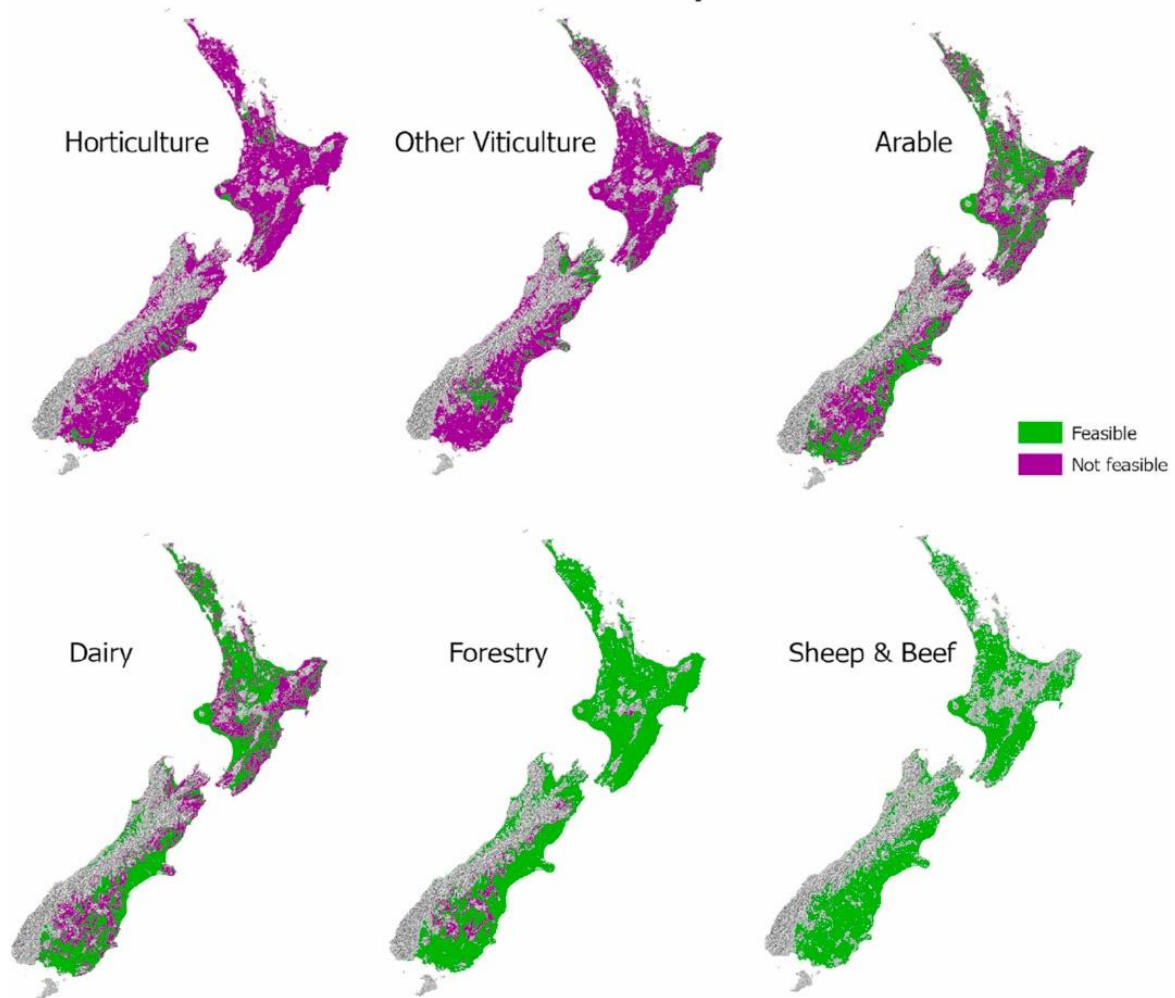 Horticulture
Other Viticulture
Arable
Feasible
Not feasible
Dairy
Forestry
Sheep & Beef